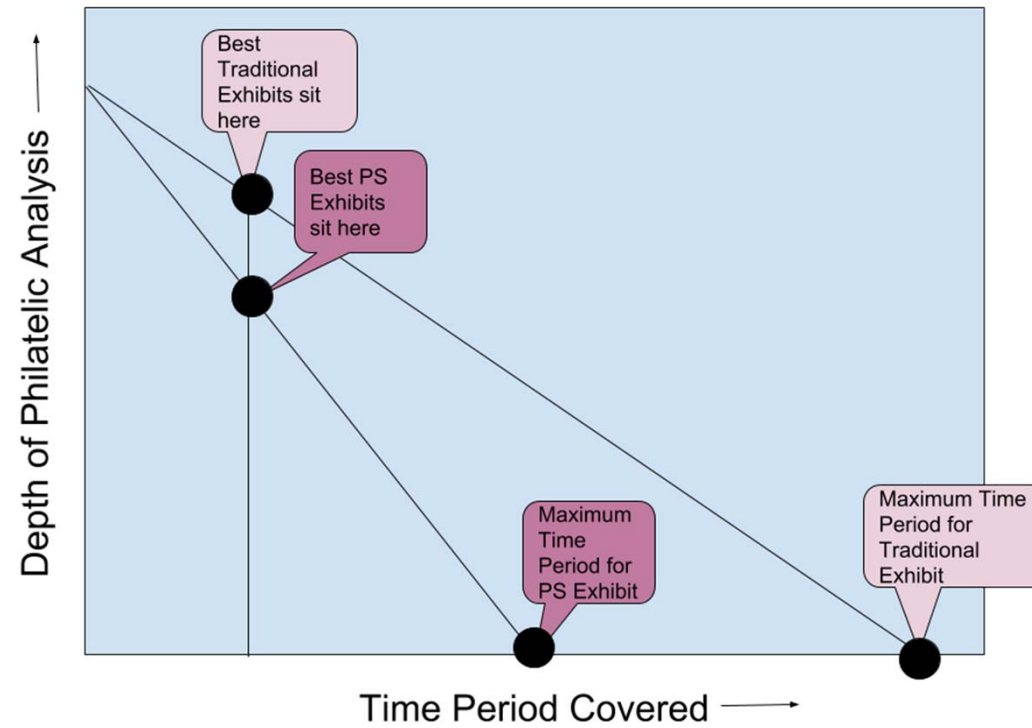 Best
Traditional
Exhibits sit
here
Best PS
Exhibits
sit here
Maximum
Time
Period for
PS Exhibit
Maximum Time
Period for
Traditional
Exhibit
Depth of Philatelic Analysis
Time Period Covered